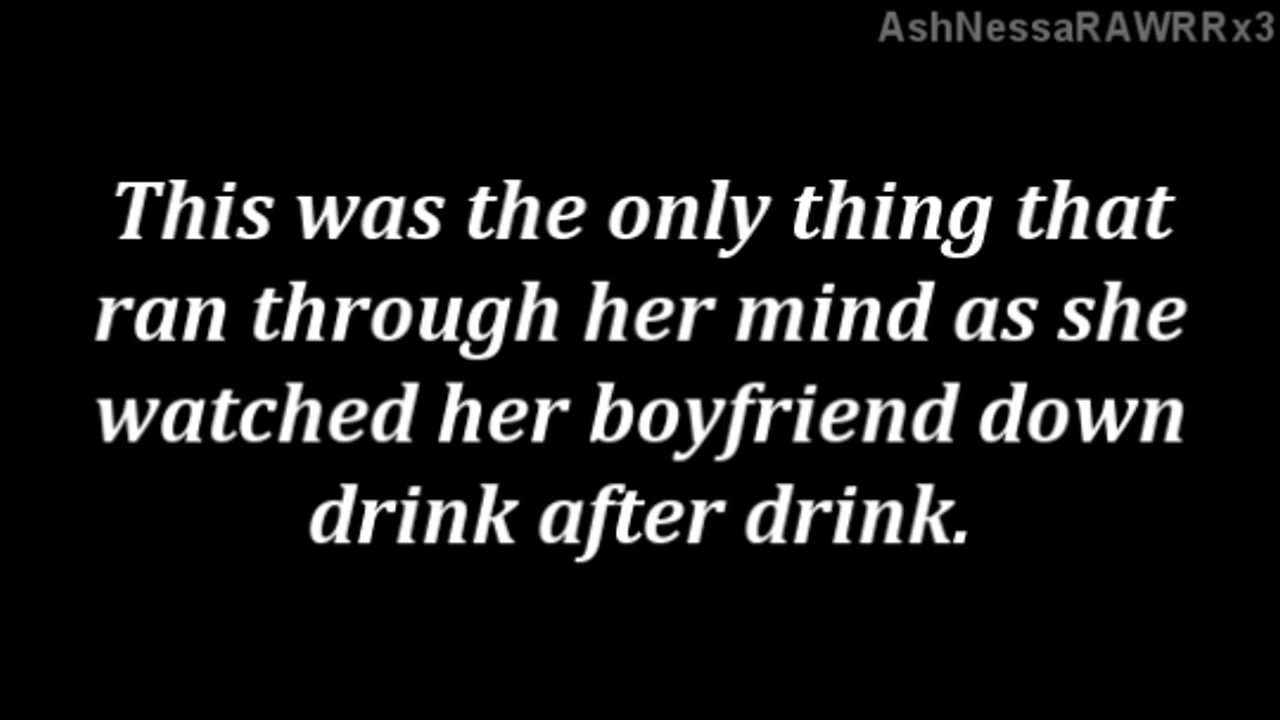 AshNessaRAWRRx3
This was the only thing that
ran through her mind as she
watched her boyfriend down
drink after drink.